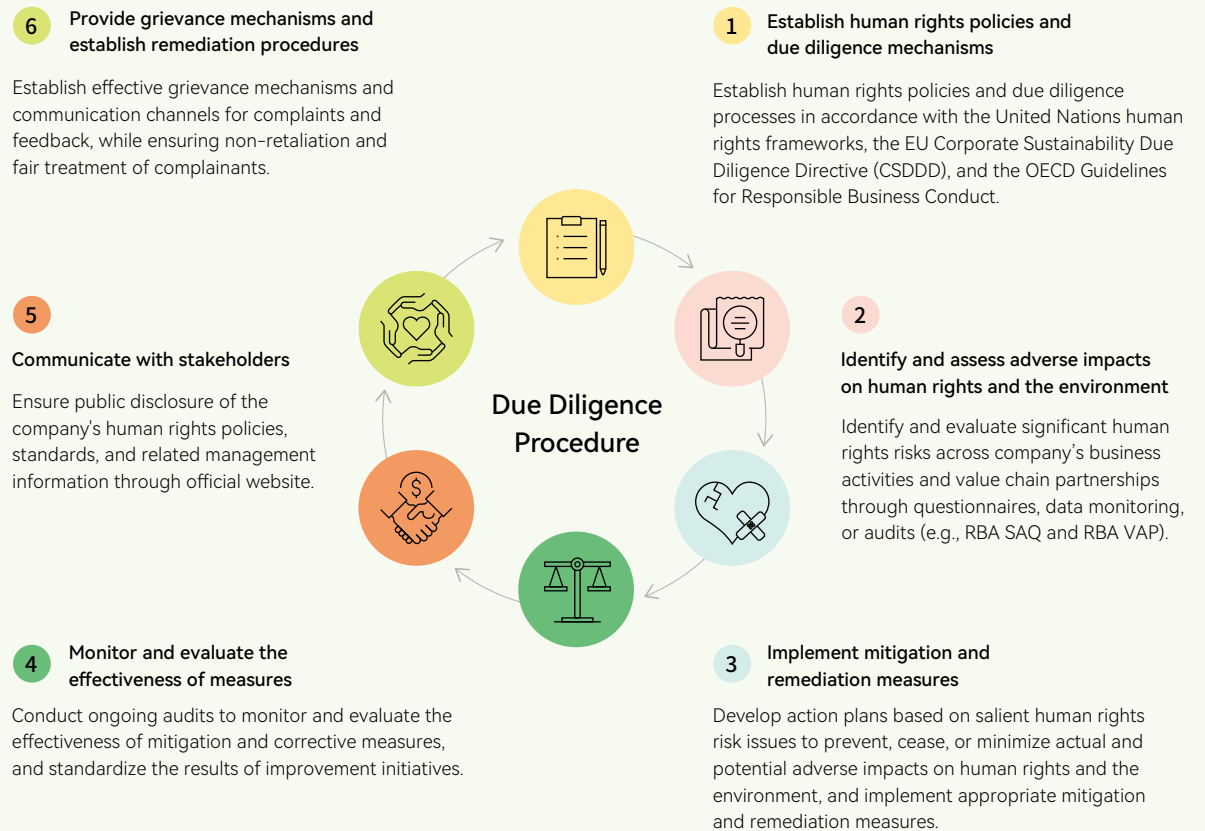 6
Provide grievance mechanisms and
establish remediation procedures
Establish effective grievance mechanisms and
communication channels for complaints and
feedback, while ensuring non-retaliation and
fair treatment of complainants.
1
Establish human rights policies and
due diligence mechanisms
Establish human rights policies and due diligence
processes in accordance with the United Nations human
rights frameworks, the EU Corporate Sustainability Due
Diligence Directive (CSDDD), and the OECD Guidelines
for Responsible Business Conduct.
5
Communicate with stakeholders
Ensure public disclosure of the
company's human rights policies,
standards, and related management
information through official website.
$
Due Diligence
Procedure
2
Identify and assess adverse impacts
on human rights and the environment
Identify and evaluate significant human
rights risks across company’s business
activities and value chain partnerships
through questionnaires, data monitoring,
or audits (e.g., RBA SAQ and RBA VAP).
4
Monitor and evaluate the
effectiveness of measures
Conduct ongoing audits to monitor and evaluate the
effectiveness of mitigation and corrective measures,
and standardize the results of improvement initiatives.
3
Implement mitigation and
remediation measures
Develop action plans based on salient human rights
risk issues to prevent, cease, or minimize actual and
potential adverse impacts on human rights and the
environment, and implement appropriate mitigation
and remediation measures.